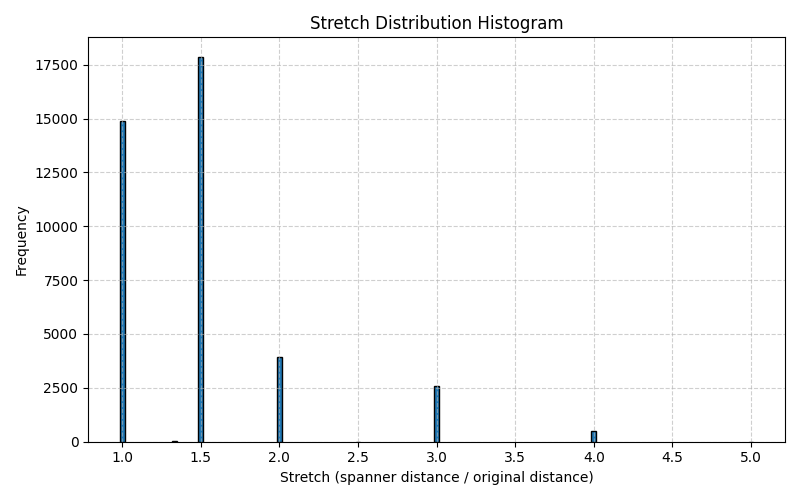 Stretch Distribution Histogram
17500
15000
12500
10000
7500
5000
2500
0
Frequency
1.0 1.5 2.0 2.5 3.0 3.5 4.0 4.5 5.0
Stretch (spanner distance / original distance)